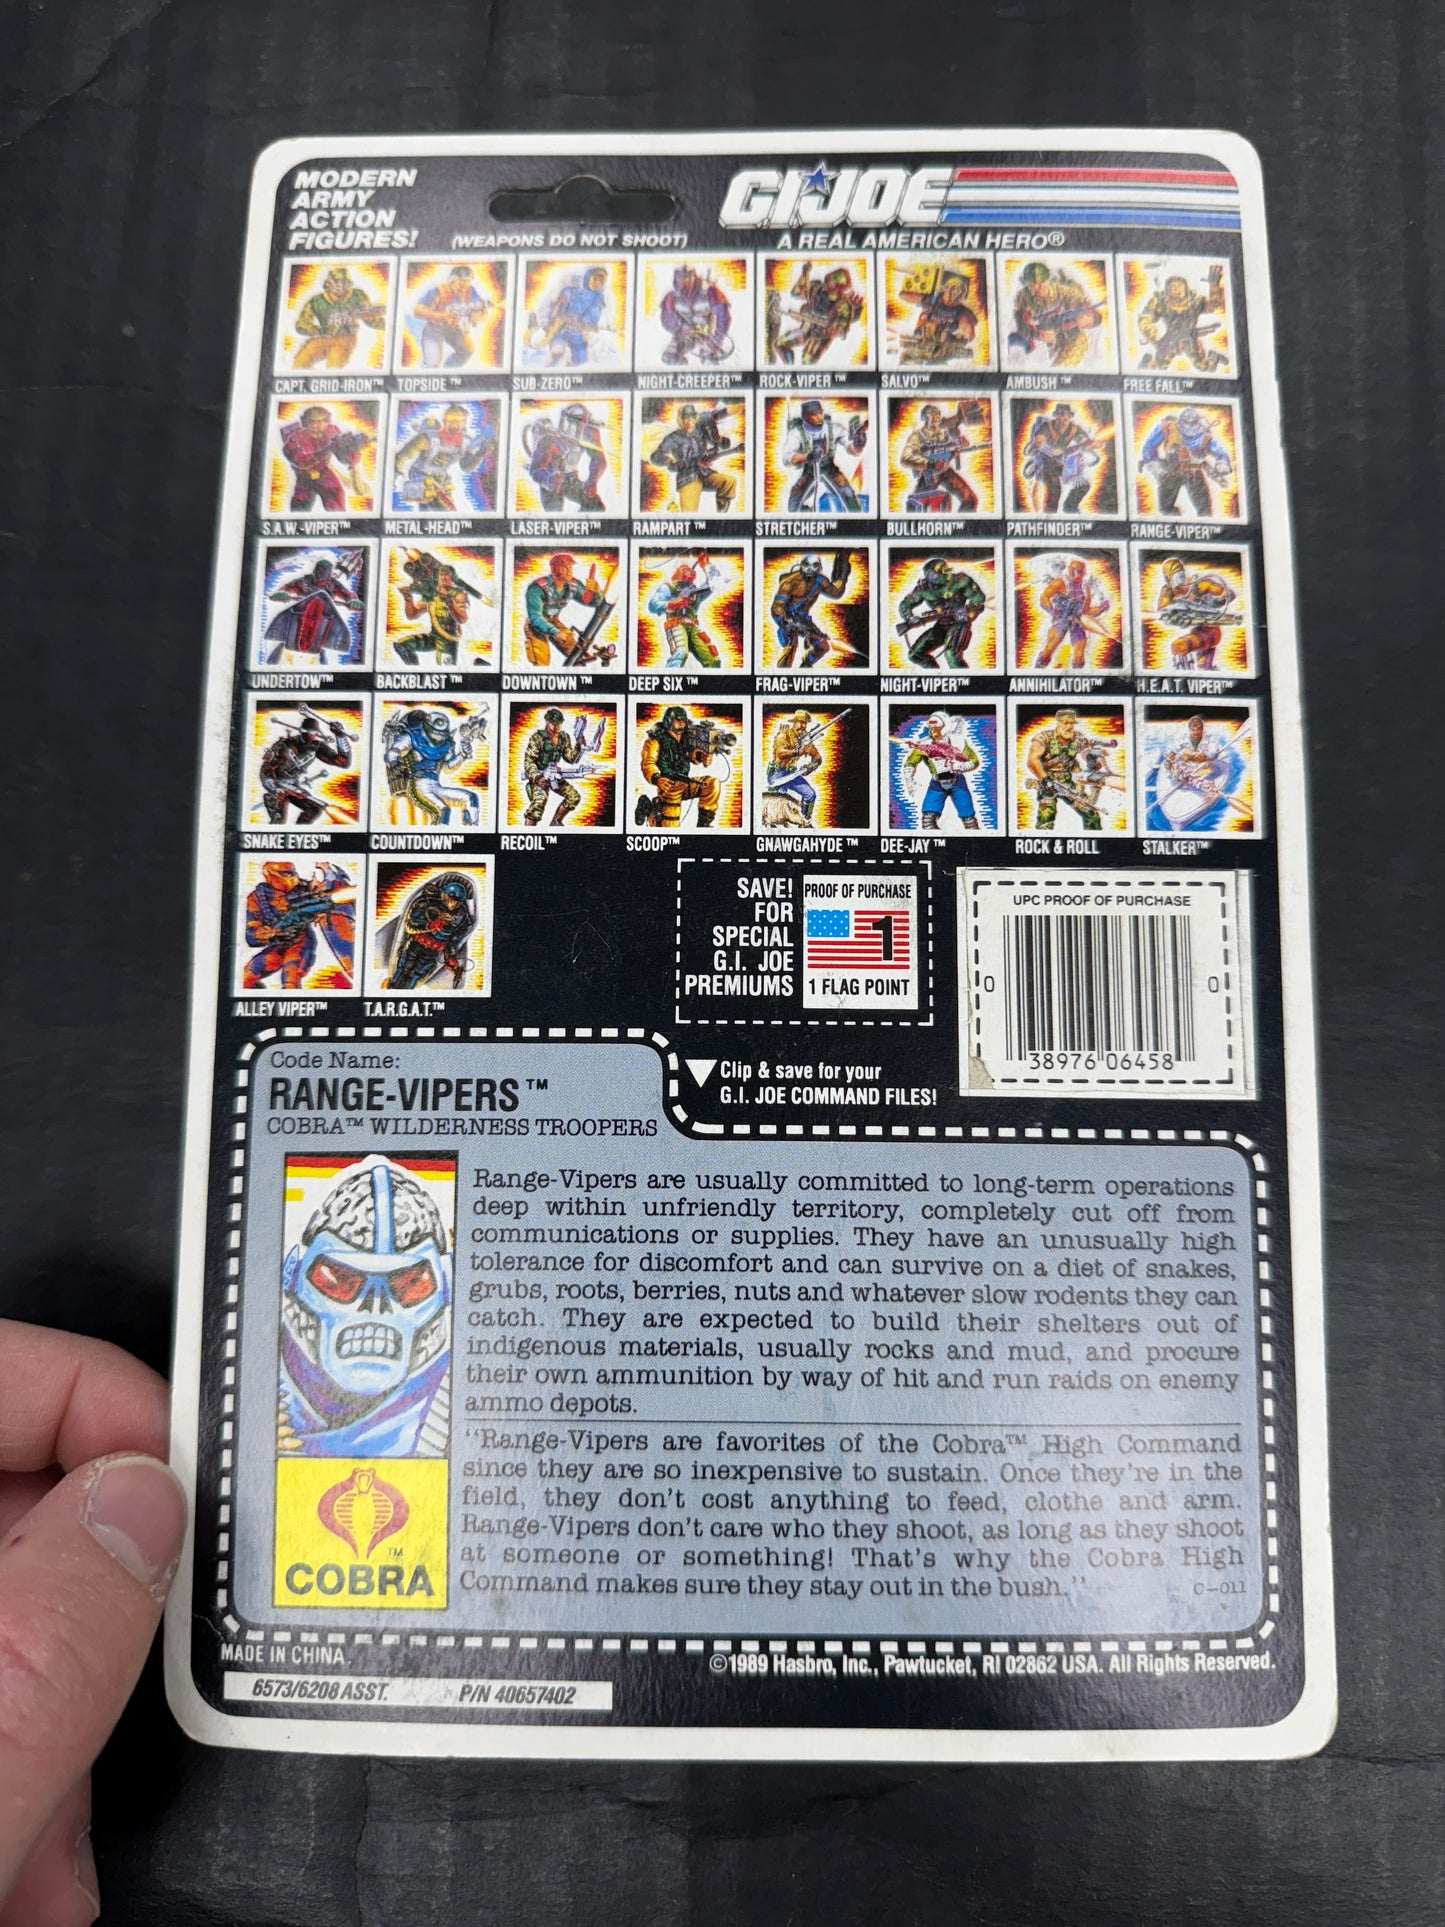 MODERN
ARMY
ACTION
FIGURES!
(WEAPONS DO NOT SHOOT)
G.I. JOE
A REAL AMERICAN HERO®
CAPT. GRID-IRON™ TOPSIDE™ SUB-ZERO™ NIGHT-CREEPER™ ROCK-VIPER™ SALVO™ AMBUSH™ FREE FALL™
S.A.W.-VIPER™ METAL-HEAD™ LASER-VIPER™ RAMPART™ STRETCHER™ BULLHORN™ PATHFINDER™ RANGE-VIPER™
UNDERTOW™ BACKBLAST™ DOWNTOWN™ DEEP SIX™ FRAG-VIPER™ NIGHT-VIPER™ ANNIHILATOR™ H.E.A.T. VIPER™
SNAKE EYES™ COUNTDOWN™ RECOIL™ SCOOP™ GNAWGAHYDE™ DEE-JAY™ ROCK & ROLL STALKER™
ALLEY VIPER™ T.A.R.G.A.T.™
SAVE!
FOR
SPECIAL
G.I. JOE
PREMIUMS
PROOF OF PURCHASE
1
1 FLAG POINT
UPC PROOF OF PURCHASE
0 38976 06458 0
Clip & save for your
G.I. JOE COMMAND FILES!
Code Name:
RANGE-VIPERS™
COBRA™ WILDERNESS TROOPERS
Range-Vipers are usually committed to long-term operations
deep within unfriendly territory, completely cut off from
communications or supplies. They have an unusually high
tolerance for discomfort and can survive on a diet of snakes,
grubs, roots, berries, nuts and whatever slow rodents they can
catch. They are expected to build their shelters out of
indigenous materials, usually rocks and mud, and procure
their own ammunition by way of hit and run raids on enemy
ammo depots.
"Range-Vipers are favorites of the Cobra™ High Command
since they are so inexpensive to sustain. Once they're in the
field, they don't cost anything to feed, clothe and arm.
Range-Vipers don't care who they shoot, as long as they shoot
at someone or something! That's why the Cobra High
Command makes sure they stay out in the bush."
C-011
™
COBRA
MADE IN CHINA.
©1989 Hasbro, Inc., Pawtucket, RI 02862 USA. All Rights Reserved.
6573/6208 ASST. P/N 40657402